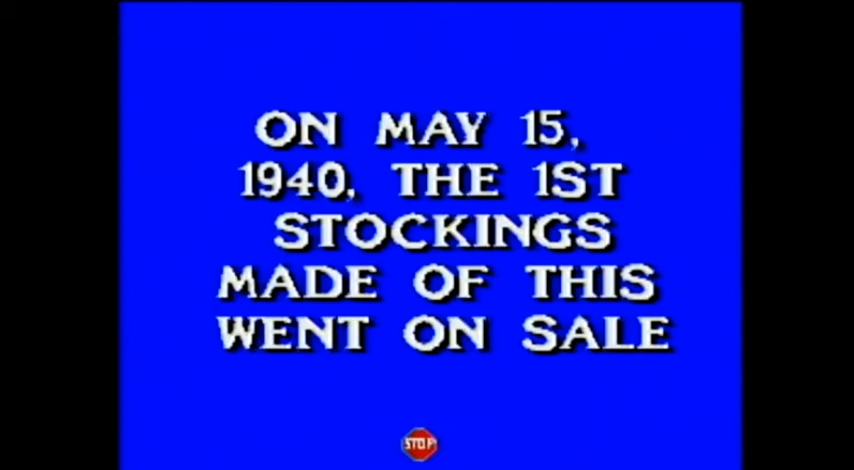 ON MAY 15,
1940, THE 1ST
STOCKINGS
MADE OF THIS
WENT ON SALE
STOP